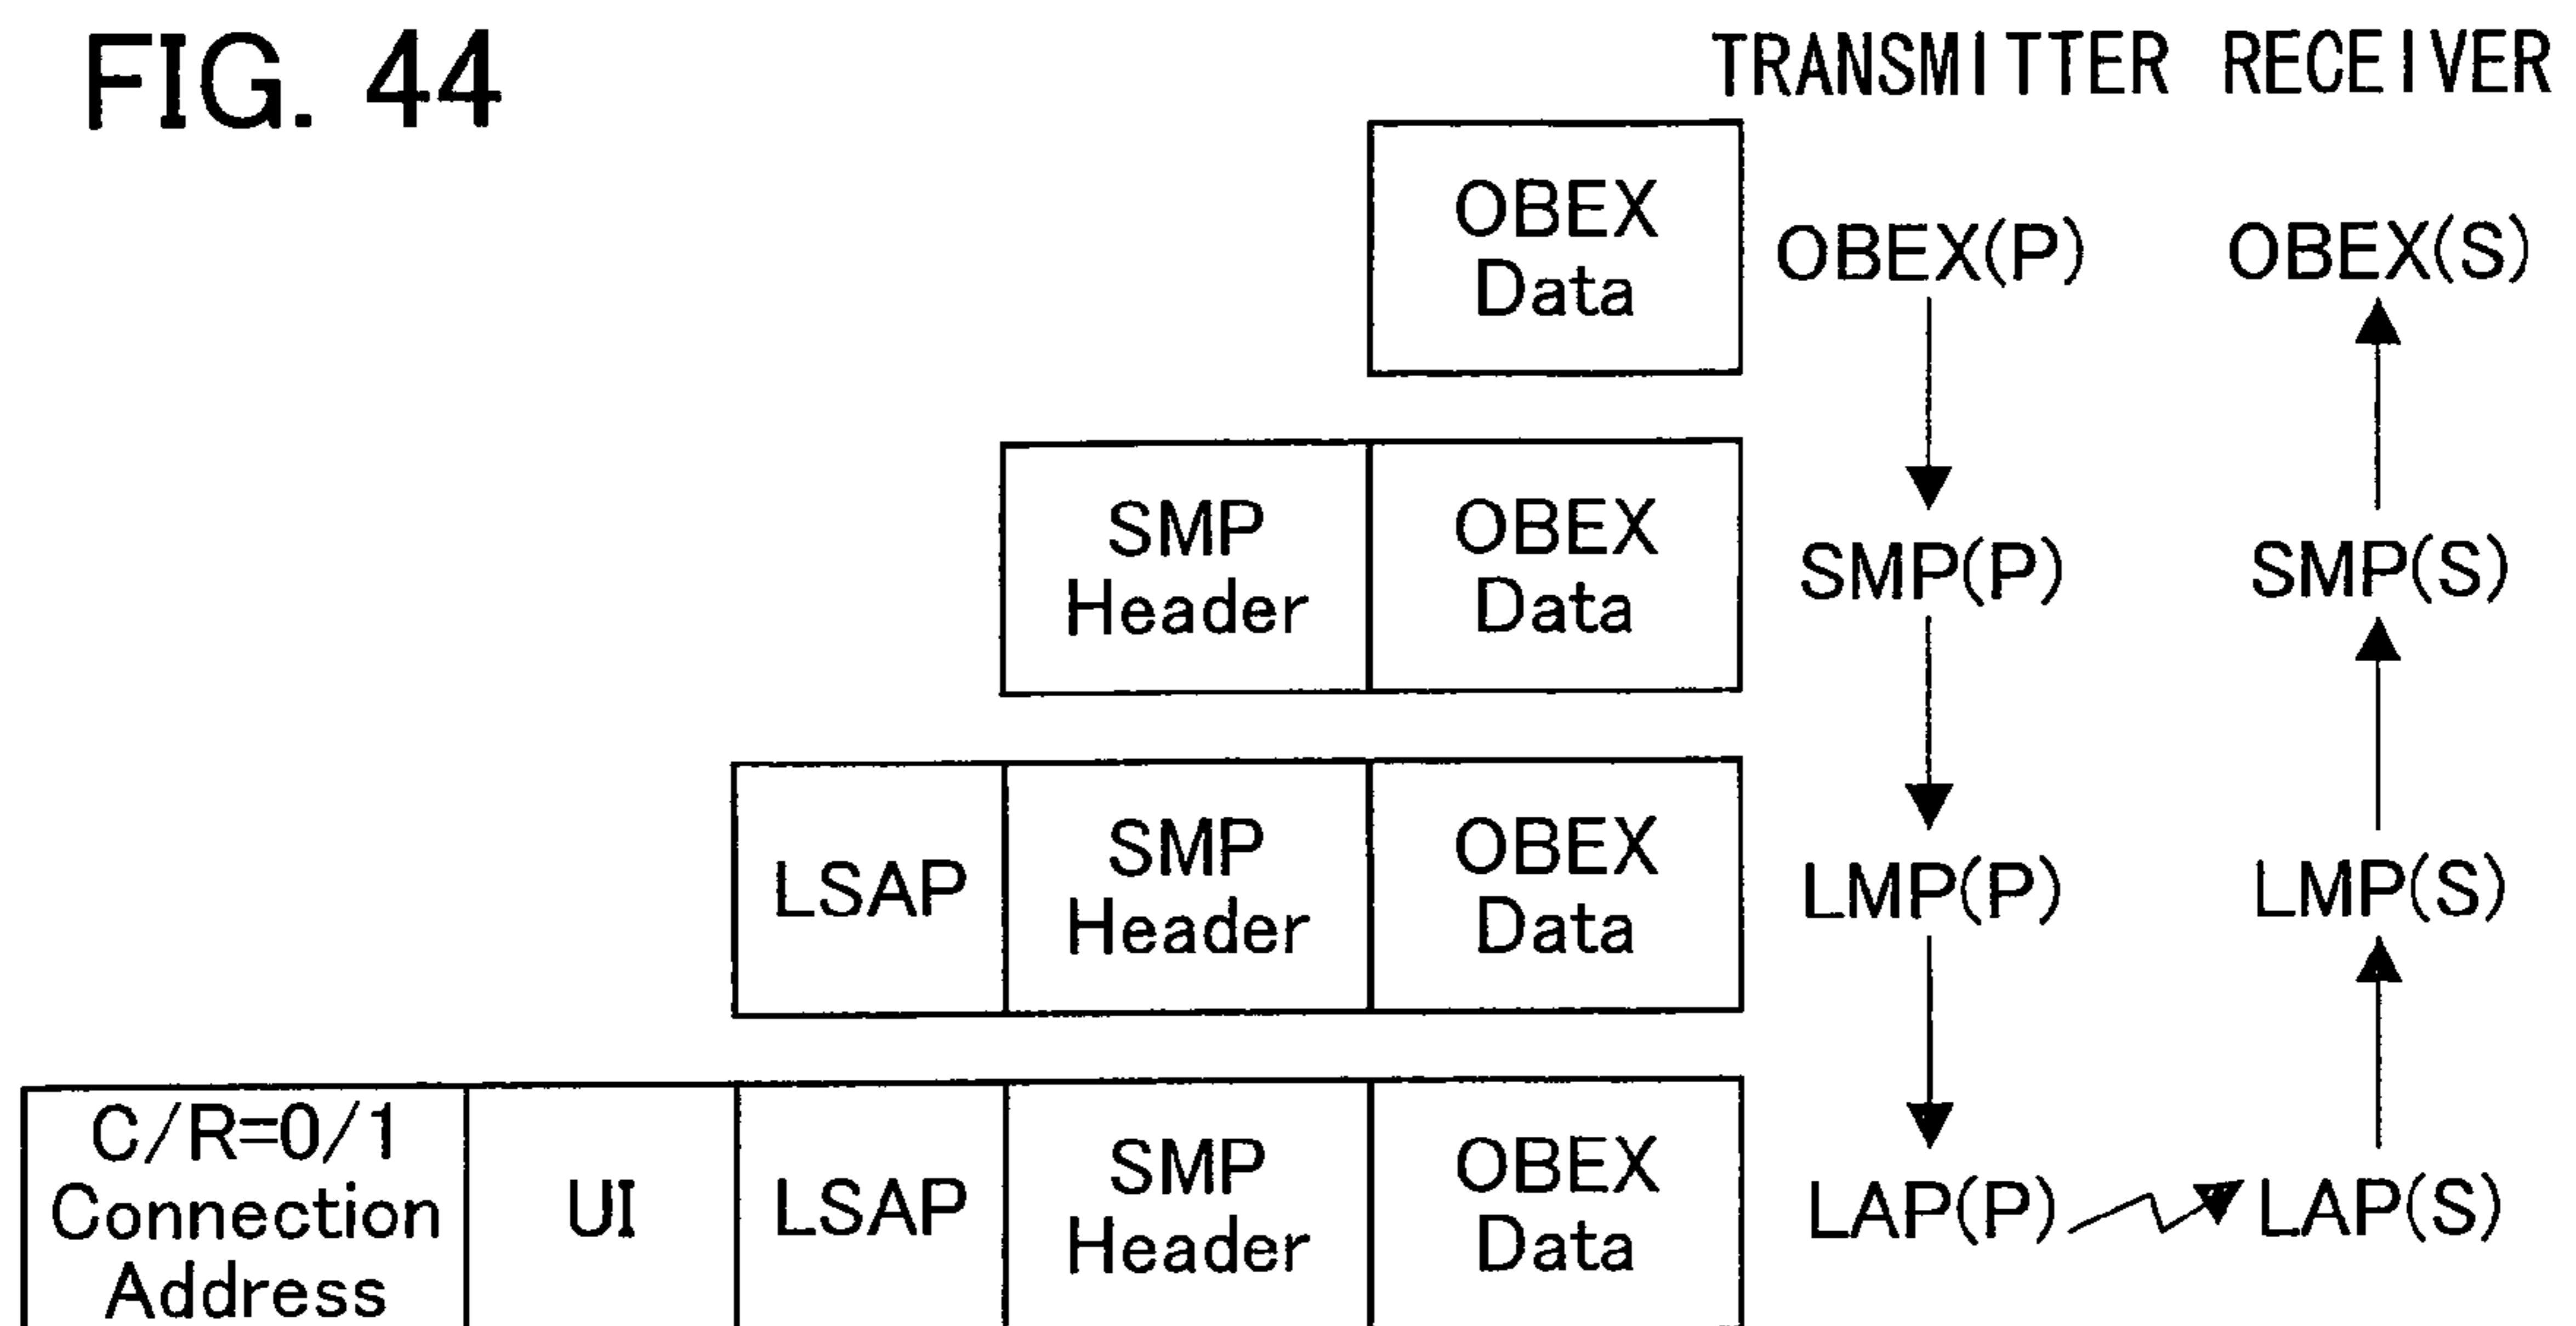 FIG. 44
TRANSMITTER RECEIVER
OBEX
Data
OBEX(P)
OBEX(S)
SMP
Header
OBEX
Data
SMP(P)
SMP(S)
LSAP
SMP
Header
OBEX
Data
LMP(P)
LMP(S)
C/R=0/1
Connection
Address
UI
LSAP
SMP
Header
OBEX
Data
LAP(P)
LAP(S)